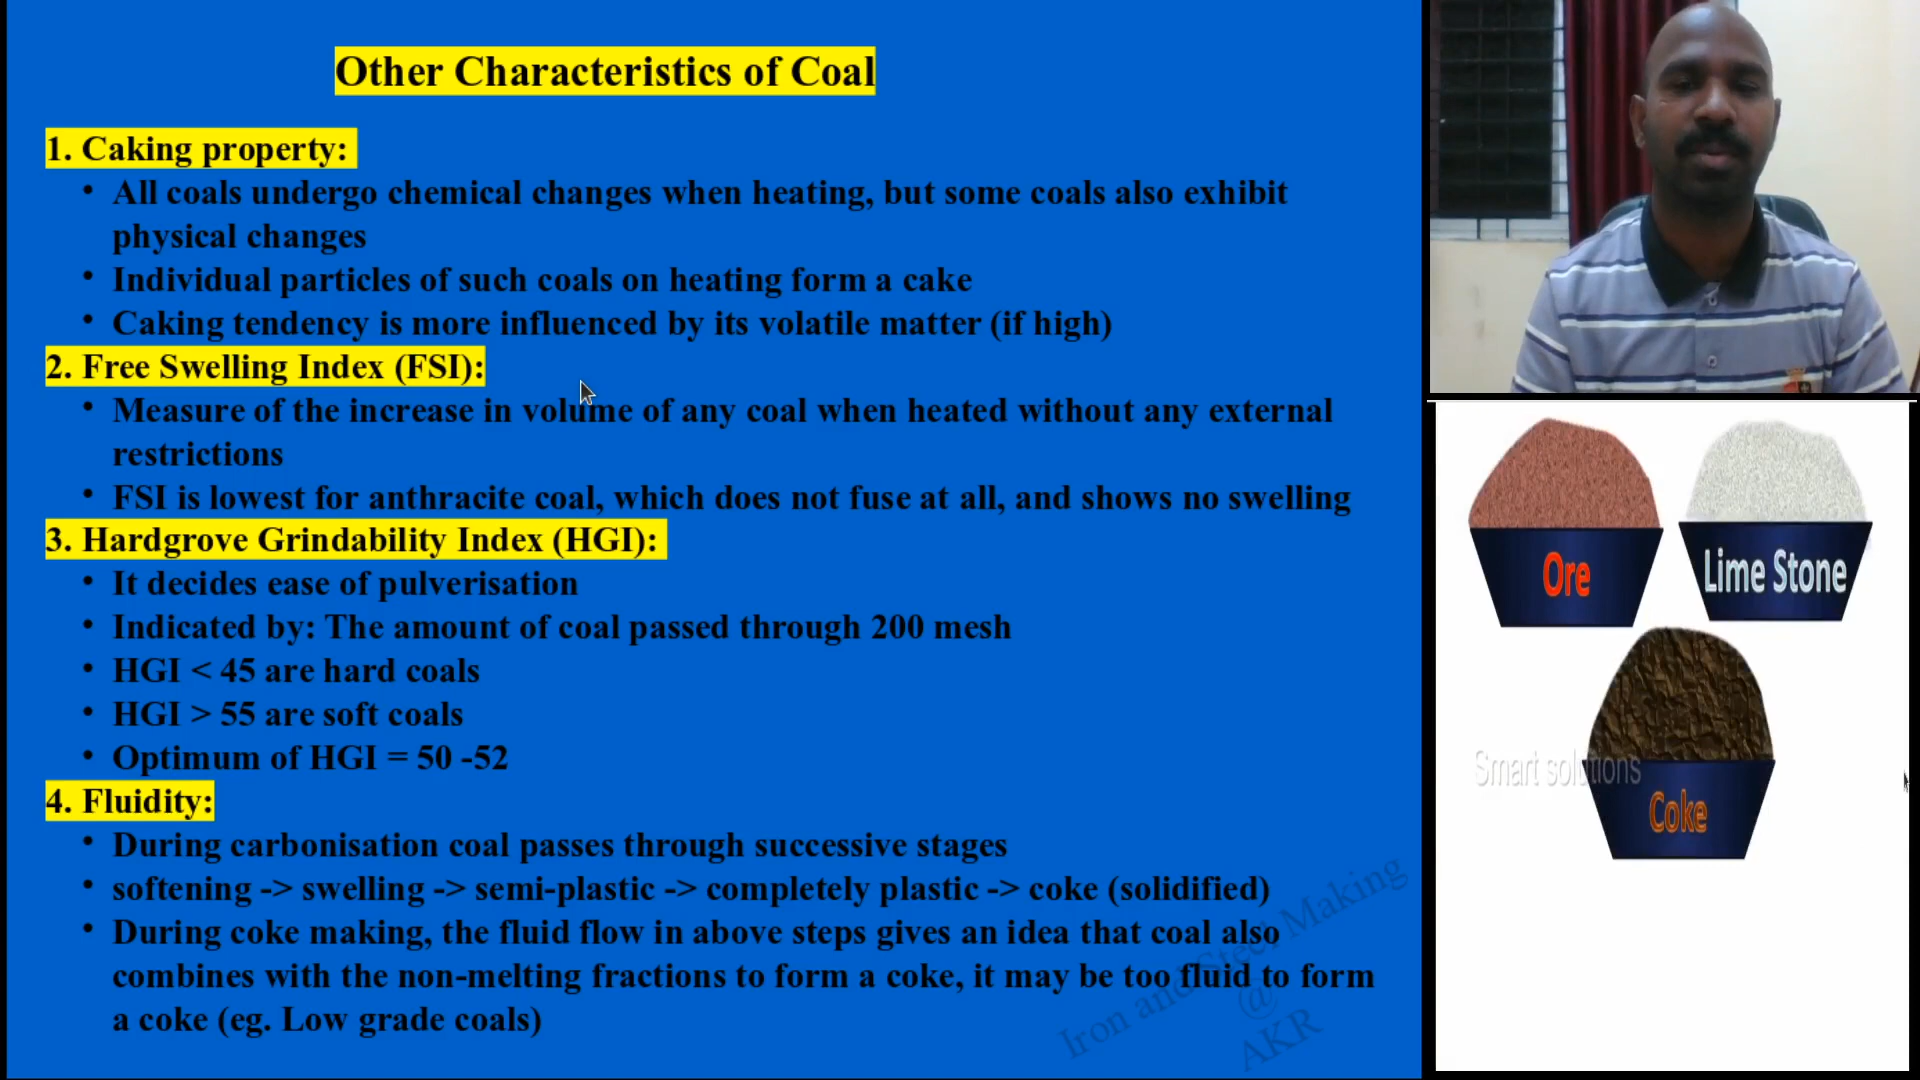 Other Characteristics of Coal
1. Caking property:
• All coals undergo chemical changes when heating, but some coals also exhibit
physical changes
• Individual particles of such coals on heating form a cake
• Caking tendency is more influenced by its volatile matter (if high)
2. Free Swelling Index (FSI):
• Measure of the increase in volume of any coal when heated without any external
restrictions
• FSI is lowest for anthracite coal, which does not fuse at all, and shows no swelling
3. Hardgrove Grindability Index (HGI):
• It decides ease of pulverisation
• Indicated by: The amount of coal passed through 200 mesh
• HGI < 45 are hard coals
• HGI > 55 are soft coals
• Optimum of HGI = 50 -52
4. Fluidity:
• During carbonisation coal passes through successive stages
• softening -> swelling -> semi-plastic -> completely plastic -> coke (solidified)
• During coke making, the fluid flow in above steps gives an idea that coal also
combines with the non-melting fractions to form a coke, it may be too fluid to form
a coke (eg. Low grade coals)
Iron and Steel Making
@
AKR
Ore
Lime Stone
Smart solutions
Coke